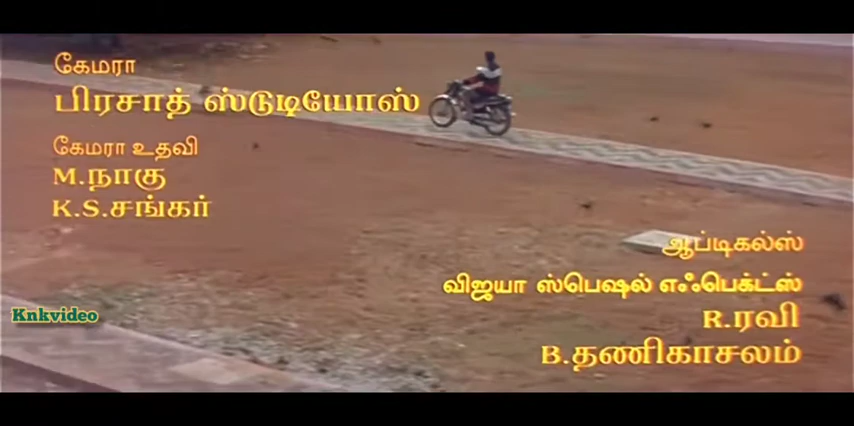 கேமரா
பிரசாத் ஸ்டுடியோஸ்
கேமரா உதவி
M.நாகு
K.S.சங்கர்
ஆப்டிகல்ஸ்
விஜயா ஸ்பெஷல் எஃபெக்ட்ஸ்
R.ரவி
B.தணிகாசலம்
Knkvideo